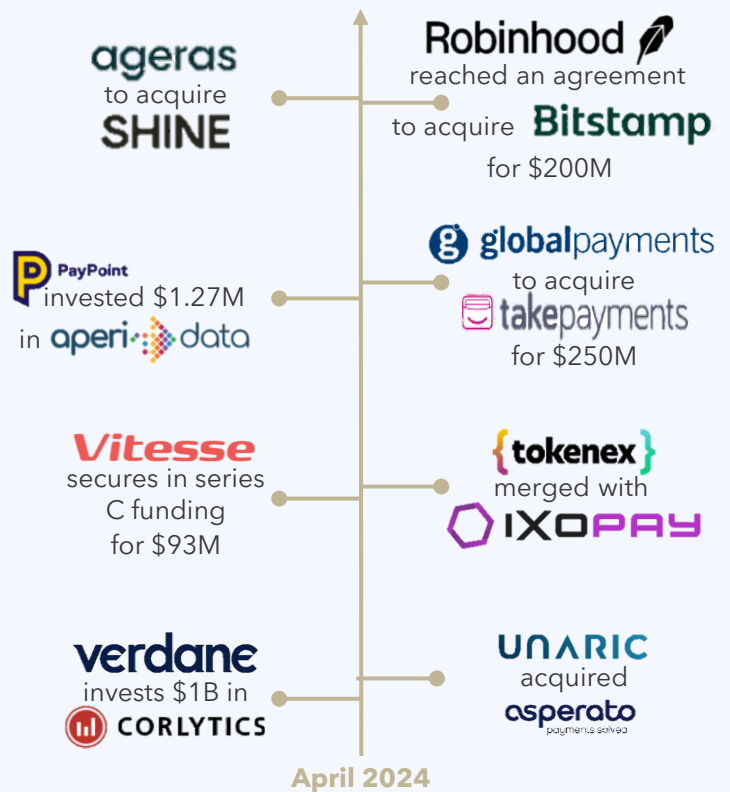 ageras
to acquire
SHINE
Robinhood
reached an agreement
to acquire Bitstamp
for $200M
PayPoint
invested $1.27M
in aperidata
globalpayments
to acquire
takepayments
for $250M
Vitesse
secures in series
C funding
for $93M
{tokenex}
merged with
IXOPAY
verdane
invests $1B in
CORLYTICS
UNARIC
acquired
asperato
payments solved
April 2024